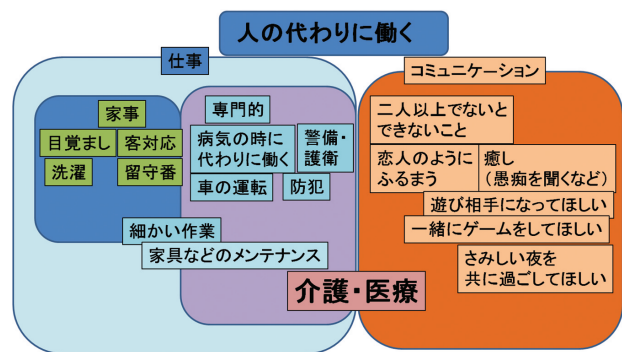 人の代わりに働く
仕事
コミュニケーション
家事
目覚まし
客対応
洗濯
留守番
専門的
病気の時に
代わりに働く
警備・
護衛
車の運転
防犯
細かい作業
家具などのメンテナンス
二人以上でないと
できないこと
恋人のように
ふるまう
癒し
(愚痴を聞くなど)
遊び相手になってほしい
一緒にゲームをしてほしい
さみしい夜を
共に過ごしてほしい
介護・医療